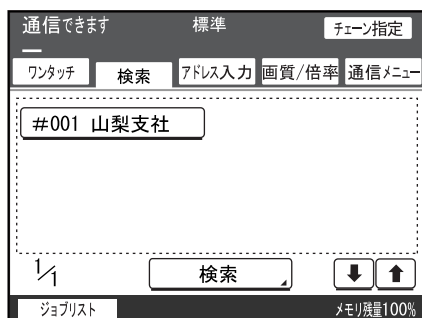 通信できます 標準 チェーン指定
ワンタッチ 検索 アドレス入力 画質/倍率 通信メニュー
#001 山梨支社
1/1 検索
ジョブリスト メモリ残量100%